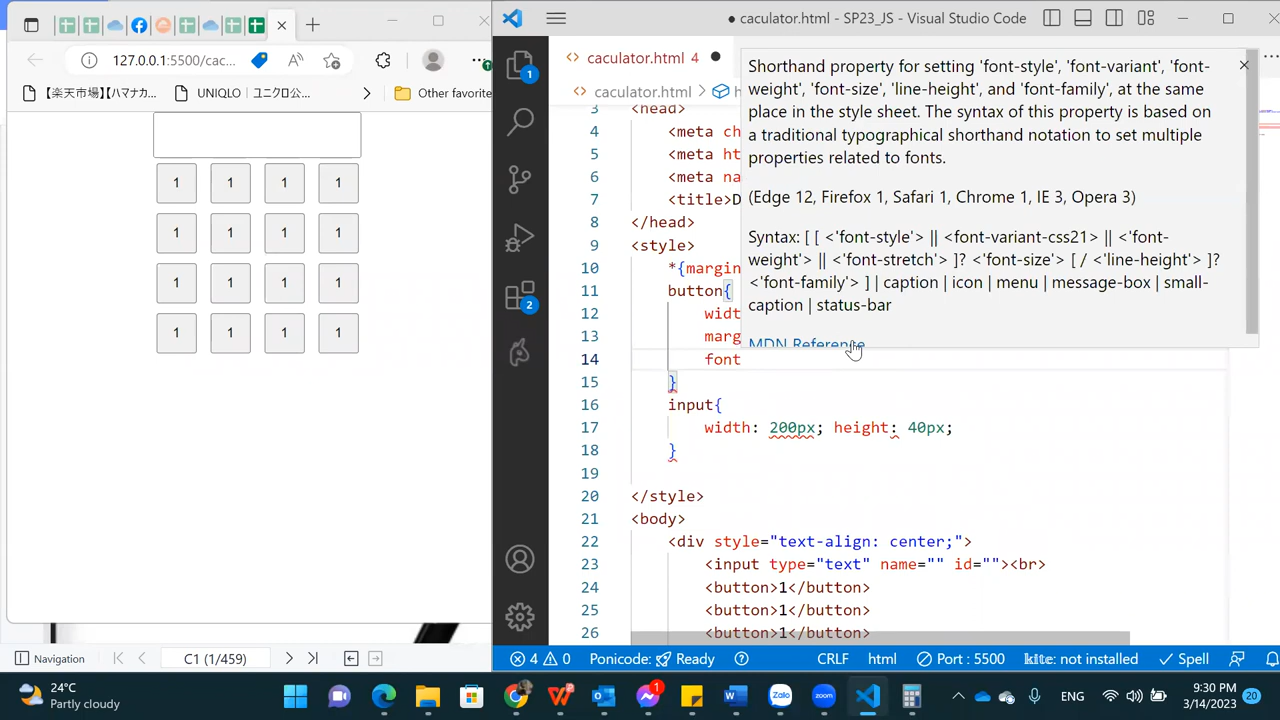 127.0.0.1:5500/cac...
【楽天市場】【ハマナカ...
UNIQLO | ユニクロ公...
Other favorite
1 1 1 1
1 1 1 1
1 1 1 1
1 1 1 1
Navigation
C1 (1/459)
● caculator.html - SP23_JS - Visual Studio Code
caculator.html 4 ●
caculator.html > h
1
2
3 <head>
4 <meta ch
5 <meta ht
6 <meta na
7 <title>D
8 </head>
9 <style>
10 *{margin
11 button{
12 widt
13 marg
14 font
15 }
16 input{
17 width: 200px; height: 40px;
18 }
19
20 </style>
21 <body>
22 <div style="text-align: center;">
23 <input type="text" name="" id=""><br>
24 <button>1</button>
25 <button>1</button>
26 <button>1</button>
Shorthand property for setting 'font-style', 'font-variant', 'font-
weight', 'font-size', 'line-height', and 'font-family', at the same
place in the style sheet. The syntax of this property is based on
a traditional typographical shorthand notation to set multiple
properties related to fonts.
(Edge 12, Firefox 1, Safari 1, Chrome 1, IE 3, Opera 3)
Syntax: [ [ <'font-style'> || <font-variant-css21> || <'font-
weight'> || <'font-stretch'> ]? <'font-size'> [ / <'line-height'> ]?
<'font-family'> ] | caption | icon | menu | message-box | small-
caption | status-bar
MDN Reference
4 0 Ponicode: Ready CRLF html Port : 5500 kite: not installed Spell
24°C
Partly cloudy
W W Zalo zoom 1
ENG
9:30 PM
3/14/2023
20